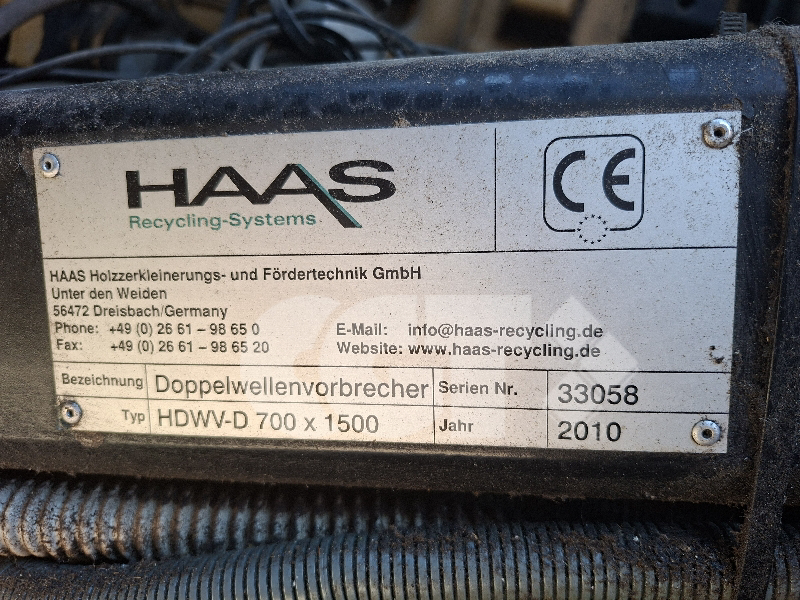 HAAS
Recycling-Systems
CE
HAAS Holzzerkleinerungs- und Fördertechnik GmbH
Unter den Weiden
56472 Dreisbach/Germany
Phone: +49 (0) 26 61 – 98 65 0
Fax: +49 (0) 26 61 – 98 65 20
E-Mail: info@haas-recycling.de
Website: www.haas-recycling.de
Bezeichnung Doppelwellenvorbrecher Serien Nr. 33058
Typ HDWV-D 700 x 1500 Jahr 2010